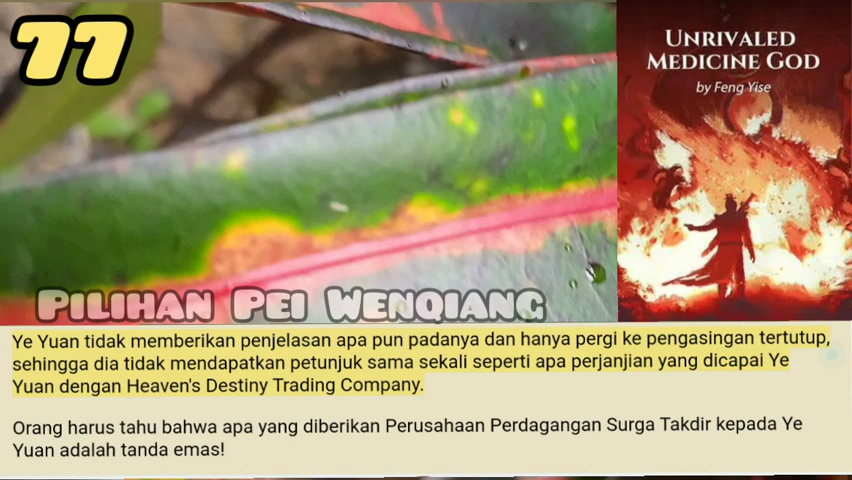 77
UNRIVALED
MEDICINE GOD
by Feng Yise
PILIHAN PEI WENQIANG
Ye Yuan tidak memberikan penjelasan apa pun padanya dan hanya pergi ke pengasingan tertutup,
sehingga dia tidak mendapatkan petunjuk sama sekali seperti apa perjanjian yang dicapai Ye
Yuan dengan Heaven's Destiny Trading Company.
Orang harus tahu bahwa apa yang diberikan Perusahaan Perdagangan Surga Takdir kepada Ye
Yuan adalah tanda emas!